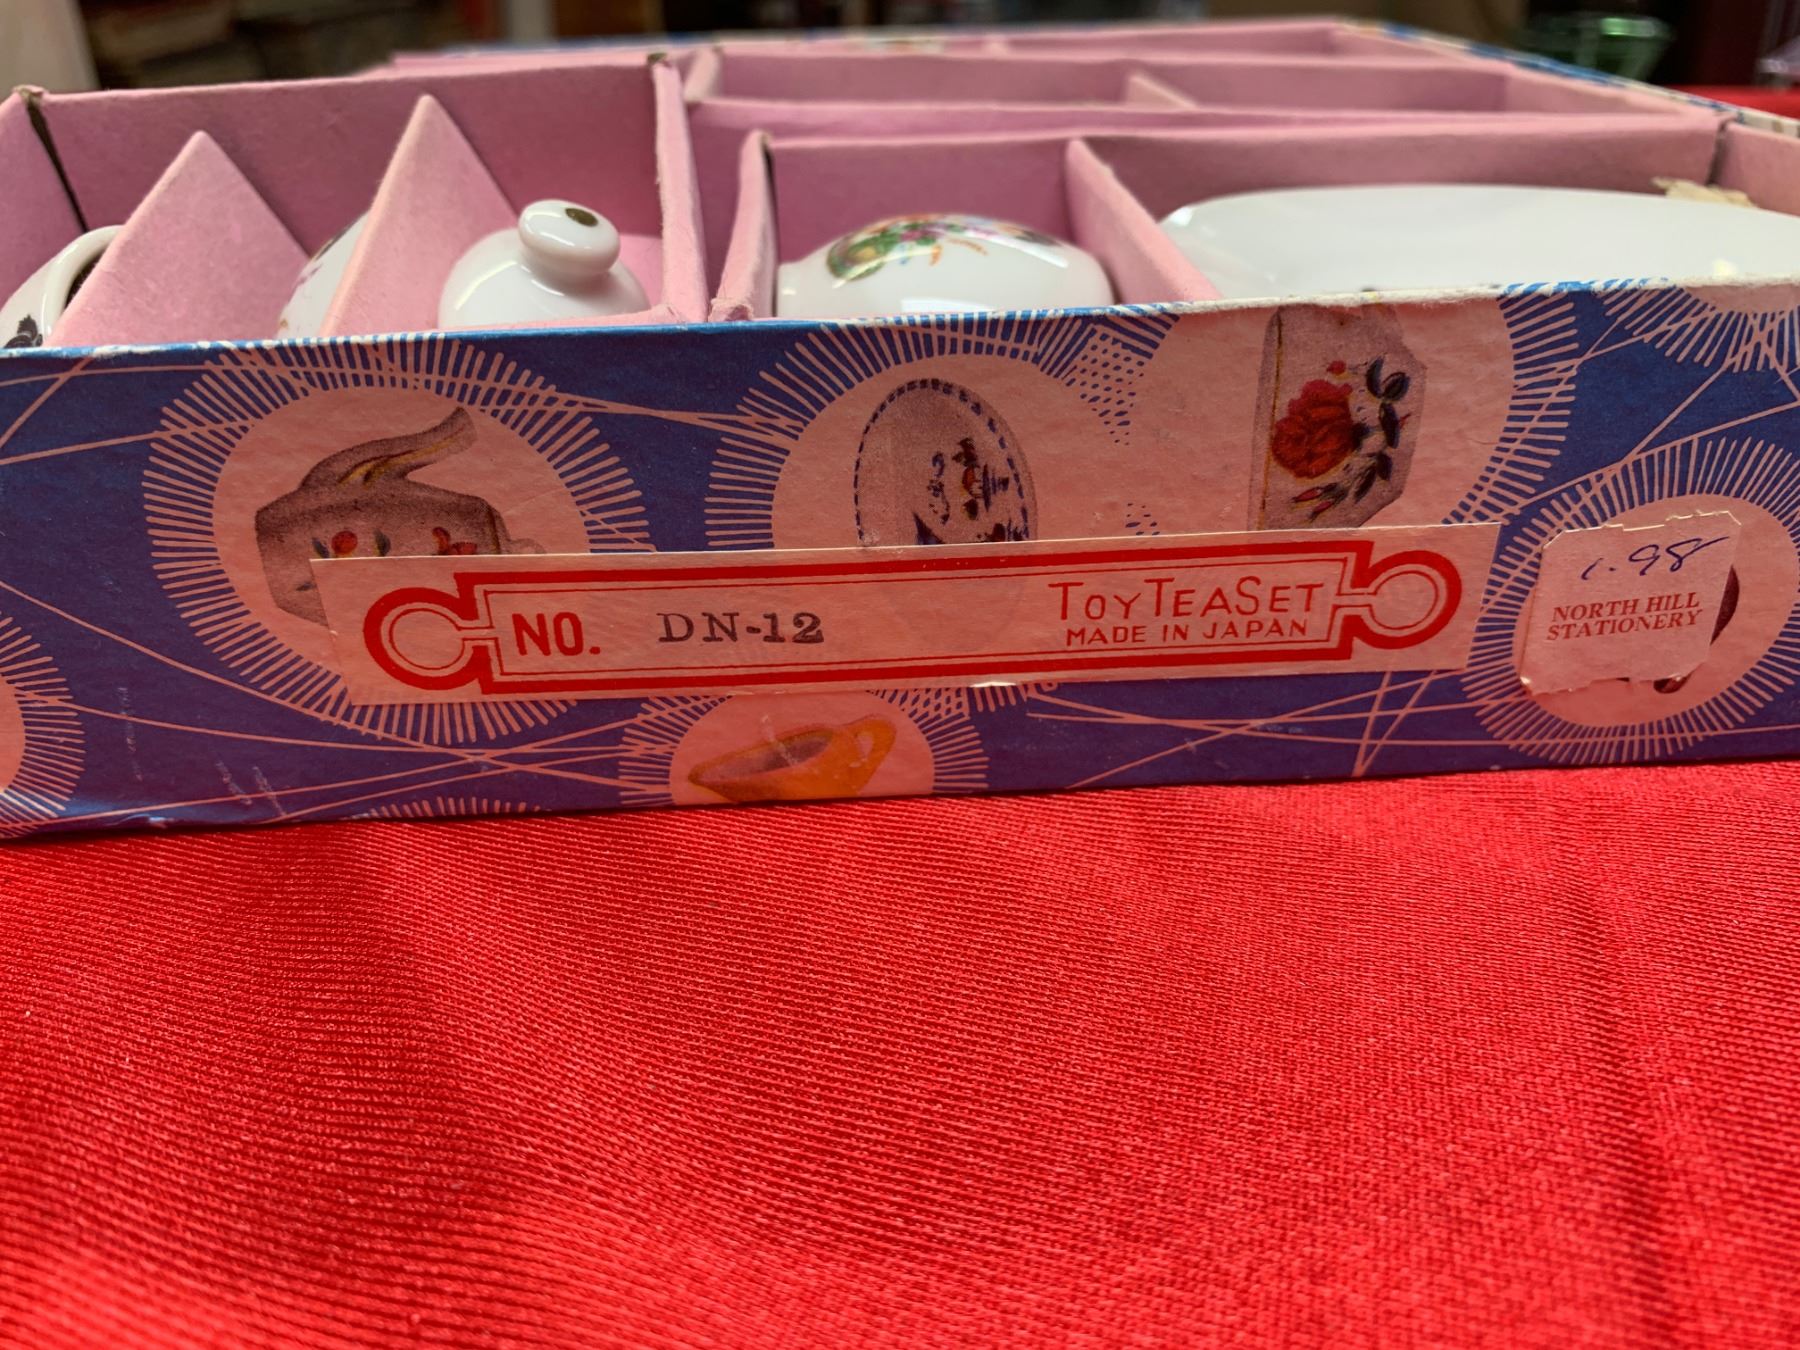 NO. DN-12
TOY TEA SET
MADE IN JAPAN
1.98
NORTH HILL
STATIONERY